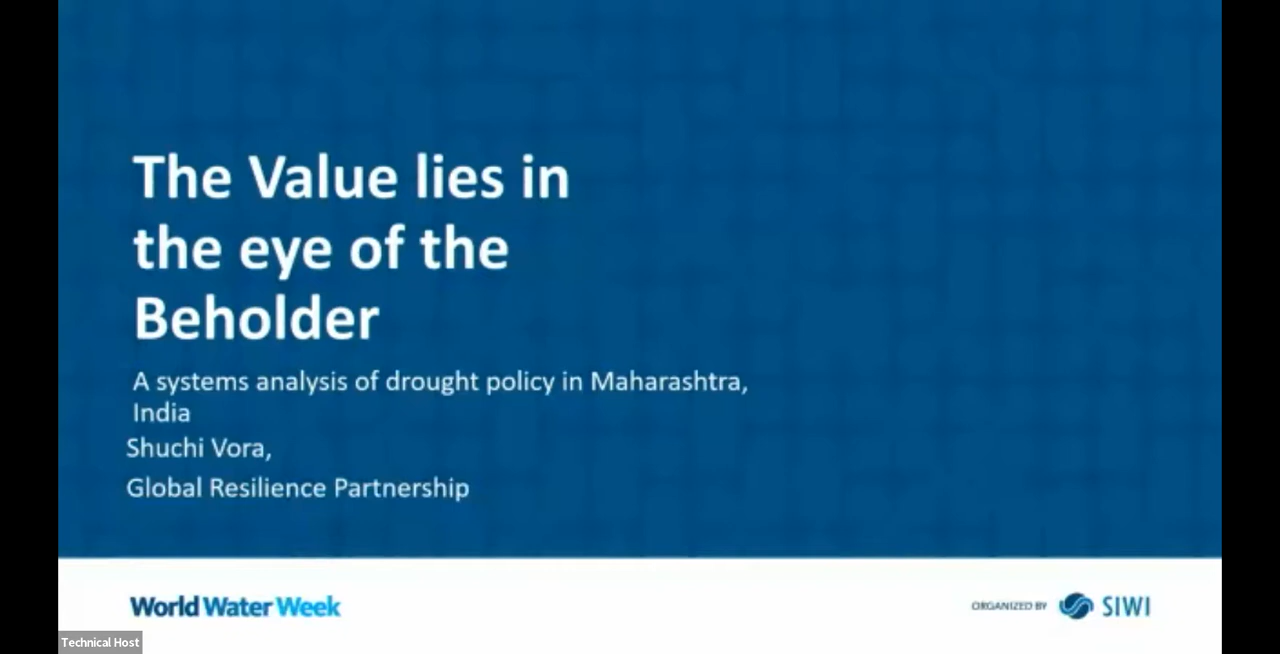 The Value lies in
the eye of the
Beholder
A systems analysis of drought policy in Maharashtra,
India
Shuchi Vora,
Global Resilience Partnership
World Water Week
ORGANIZED BY SIWI
Technical Host